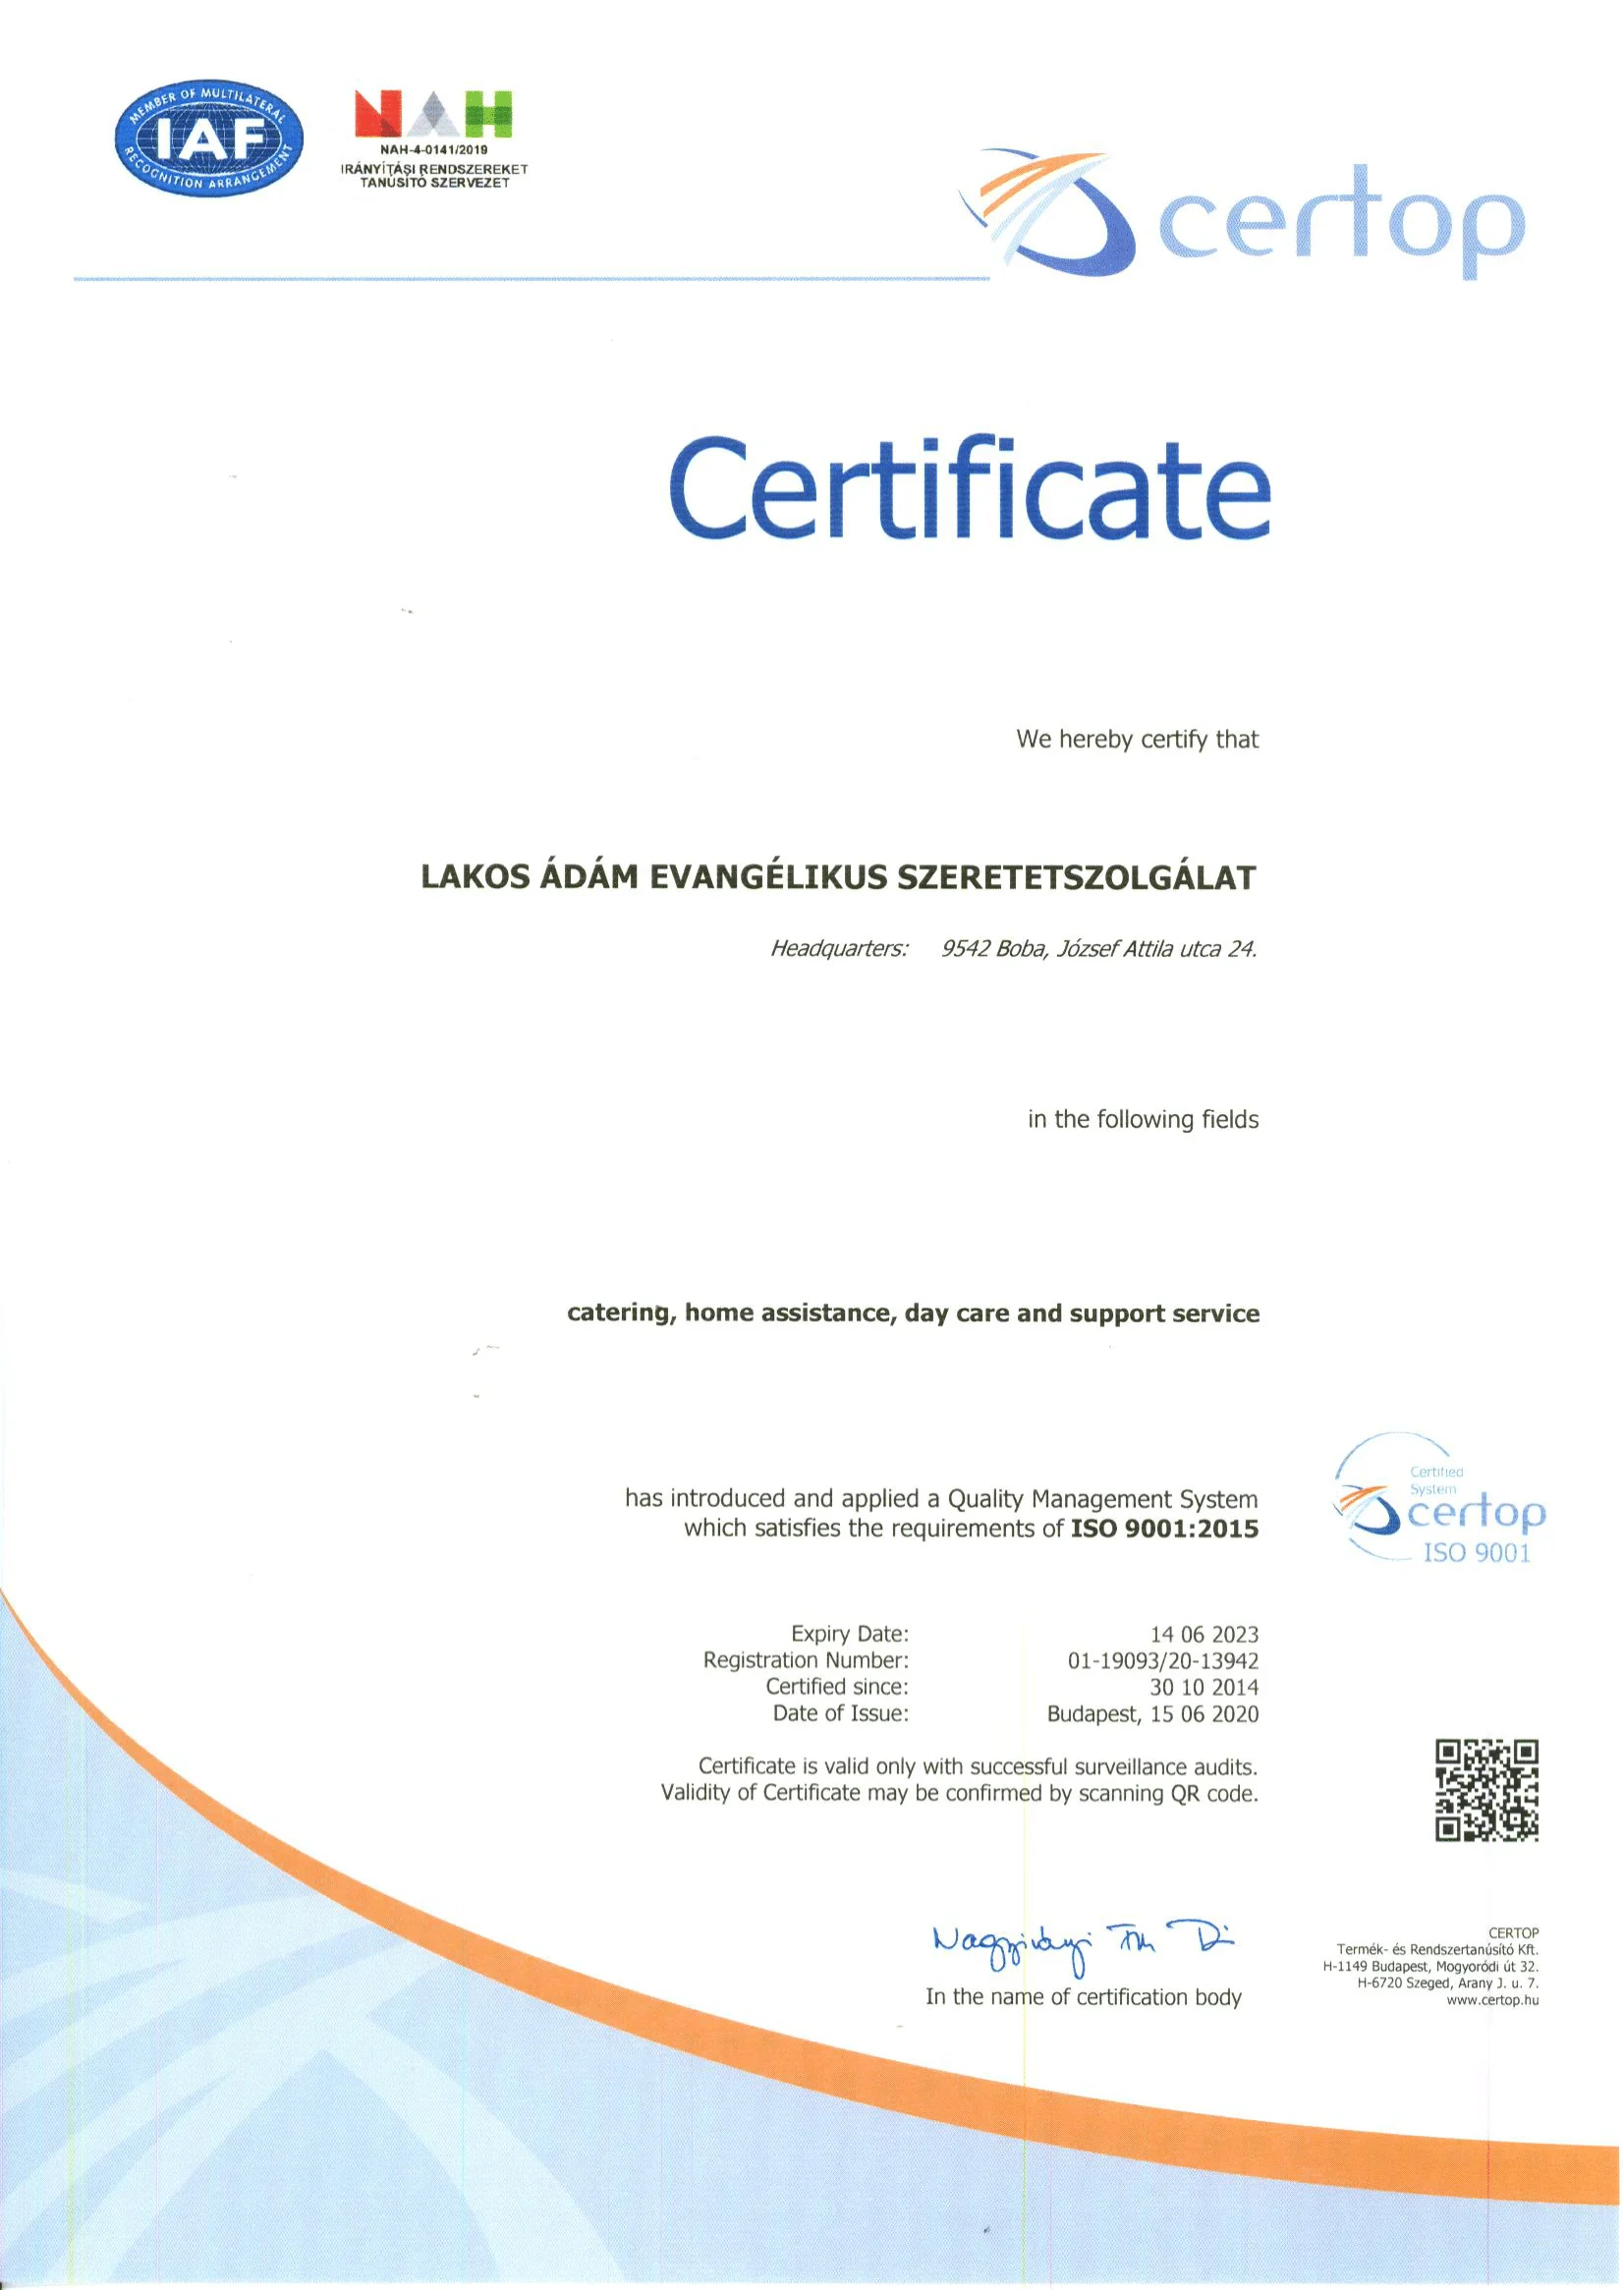 MEMBER OF MULTILATERAL
IAF
RECOGNITION ARRANGEMENT
NAH
NAH-4-0141/2019
IRÁNYÍTÁSI RENDSZEREKET
TANÚSÍTÓ SZERVEZET
certop
Certificate
We hereby certify that
LAKOS ÁDÁM EVANGÉLIKUS SZERETETSZOLGÁLAT
Headquarters: 9542 Boba, József Attila utca 24.
in the following fields
catering, home assistance, day care and support service
has introduced and applied a Quality Management System
which satisfies the requirements of ISO 9001:2015
Certified
System
certop
ISO 9001
Expiry Date: 14 06 2023
Registration Number: 01-19093/20-13942
Certified since: 30 10 2014
Date of Issue: Budapest, 15 06 2020
Certificate is valid only with successful surveillance audits.
Validity of Certificate may be confirmed by scanning QR code.
In the name of certification body
CERTOP
Termék- és Rendszertanúsító Kft.
H-1149 Budapest, Mogyoródi út 32.
H-6720 Szeged, Arany J. u. 7.
www.certop.hu